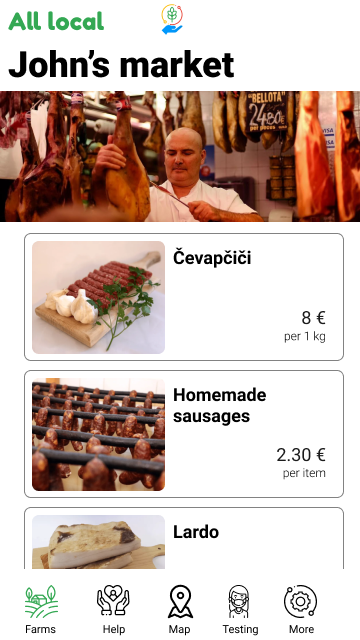 All local
John's market
"BELLOTA"
24.80€
VISA
Čevapčiči
8 €
per 1 kg
Homemade
sausages
2.30 €
per item
Lardo
Farms
Help
Map
Testing
More